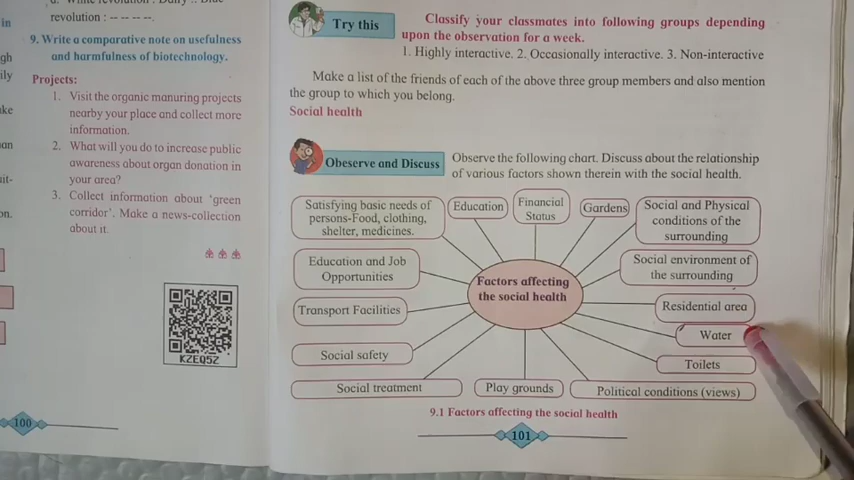 d. White revolution : Dairy :: Blue
revolution : -- -- -- --.
9. Write a comparative note on usefulness
and harmfulness of biotechnology.
Projects:
1. Visit the organic manuring projects
nearby your place and collect more
information.
2. What will you do to increase public
awareness about organ donation in
your area?
3. Collect information about 'green
corridor'. Make a news-collection
about it.
KZEQ5Z
100
Try this
Classify your classmates into following groups depending
upon the observation for a week.
1. Highly interactive. 2. Occasionally interactive. 3. Non-interactive
Make a list of the friends of each of the above three group members and also mention
the group to which you belong.
Social health
Obeserve and Discuss
Observe the following chart. Discuss about the relationship
of various factors shown therein with the social health.
Satisfying basic needs of
persons-Food, clothing,
shelter, medicines.
Education
Financial
Status
Gardens
Social and Physical
conditions of the
surrounding
Education and Job
Opportunities
Factors affecting
the social health
Social environment of
the surrounding
Transport Facilities
Residential area
Water
Social safety
Toilets
Social treatment
Play grounds
Political conditions (views)
9.1 Factors affecting the social health
101